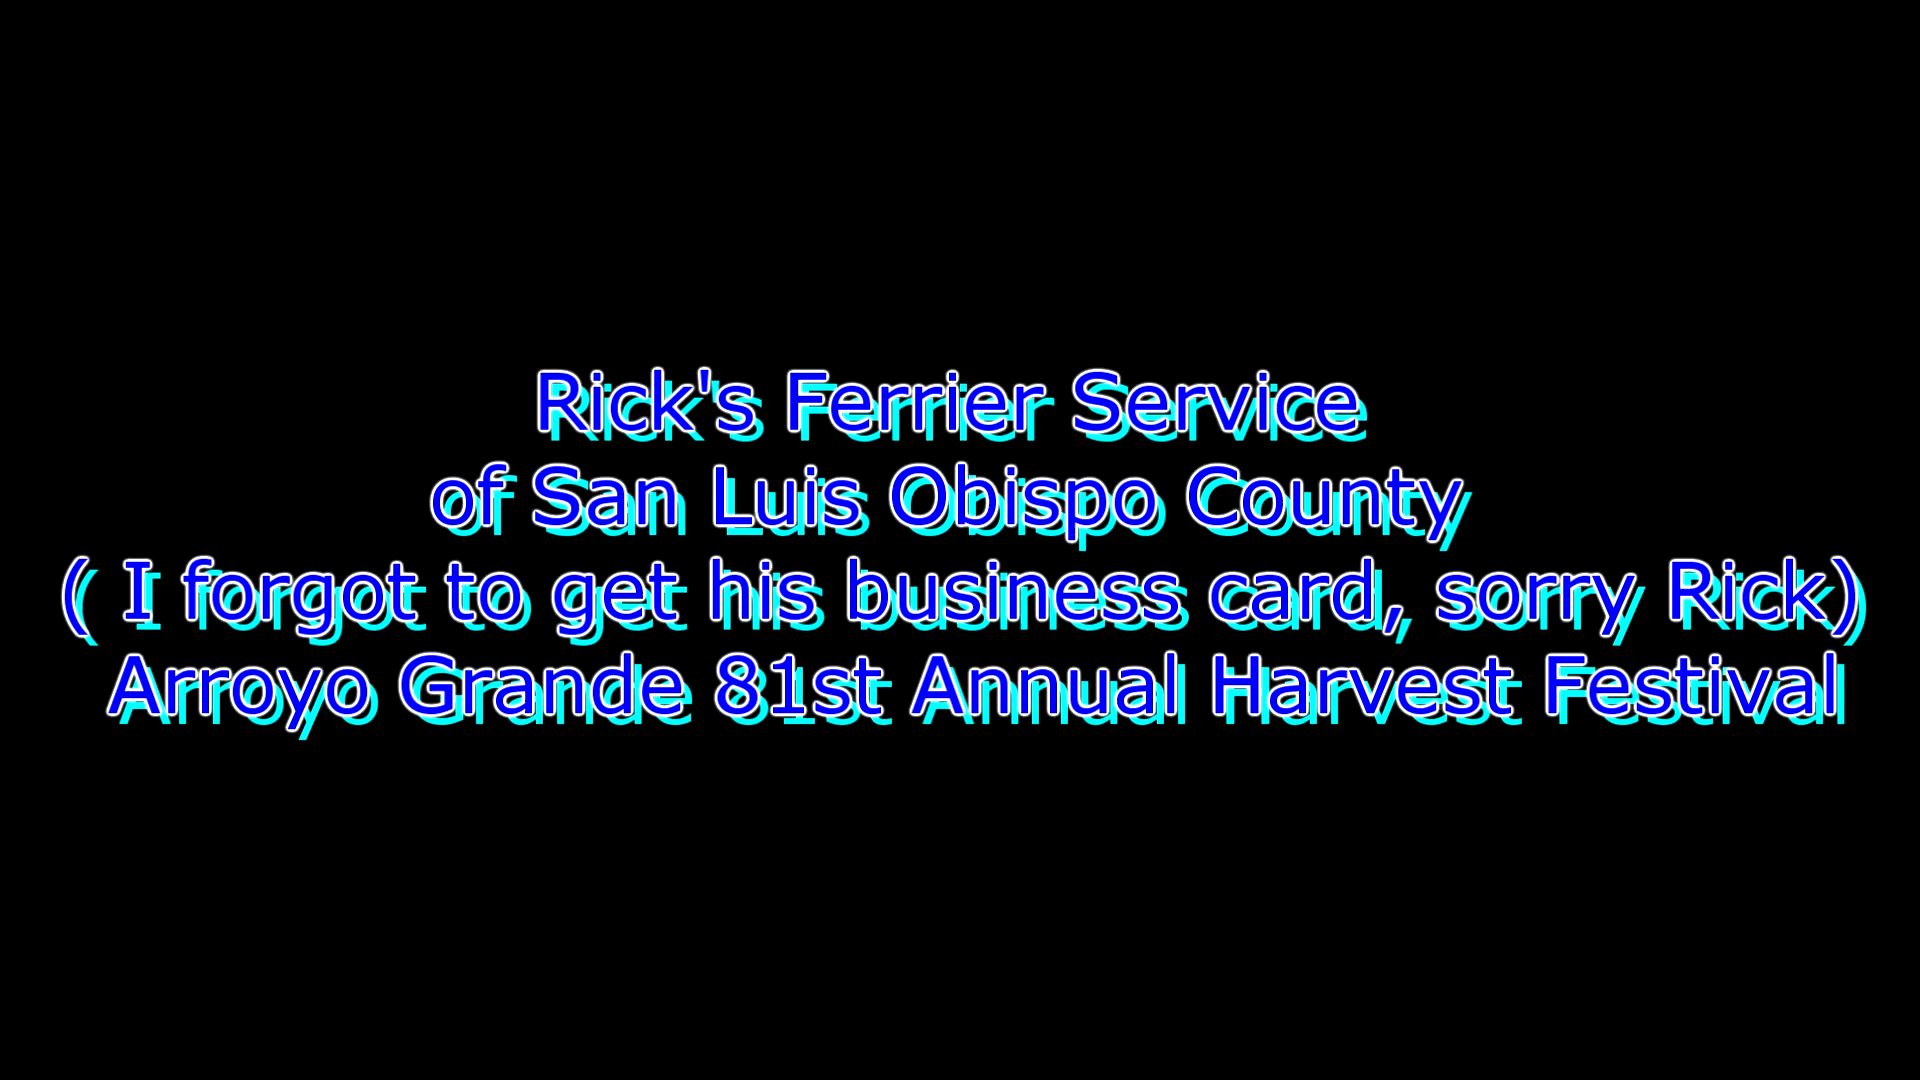 Rick's Ferrier Service
of San Luis Obispo County
( I forgot to get his business card, sorry Rick)
Arroyo Grande 81st Annual Harvest Festival